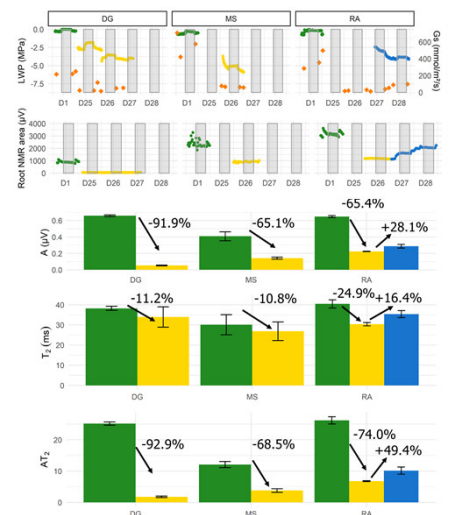 DG MS RA
LWP (MPa)
0.0
-2.5
-5.0
-7.5
Gs (mmol/m²/s)
600
400
200
0
D1 D25 D26 D27 D28 D1 D25 D26 D27 D28 D1 D25 D26 D27 D28
Root NMR area (µV)
4000
3000
2000
1000
0
D1 D25 D26 D27 D28 D1 D25 D26 D27 D28 D1 D25 D26 D27 D28
A (µV)
0.6
0.4
0.2
0.0
-91.9% -65.1% -65.4% +28.1%
DG MS RA
T₂ (ms)
40
30
20
10
0
-11.2% -10.8% -24.9% +16.4%
DG MS RA
AT₂
20
10
0
-92.9% -68.5% -74.0% +49.4%
DG MS RA